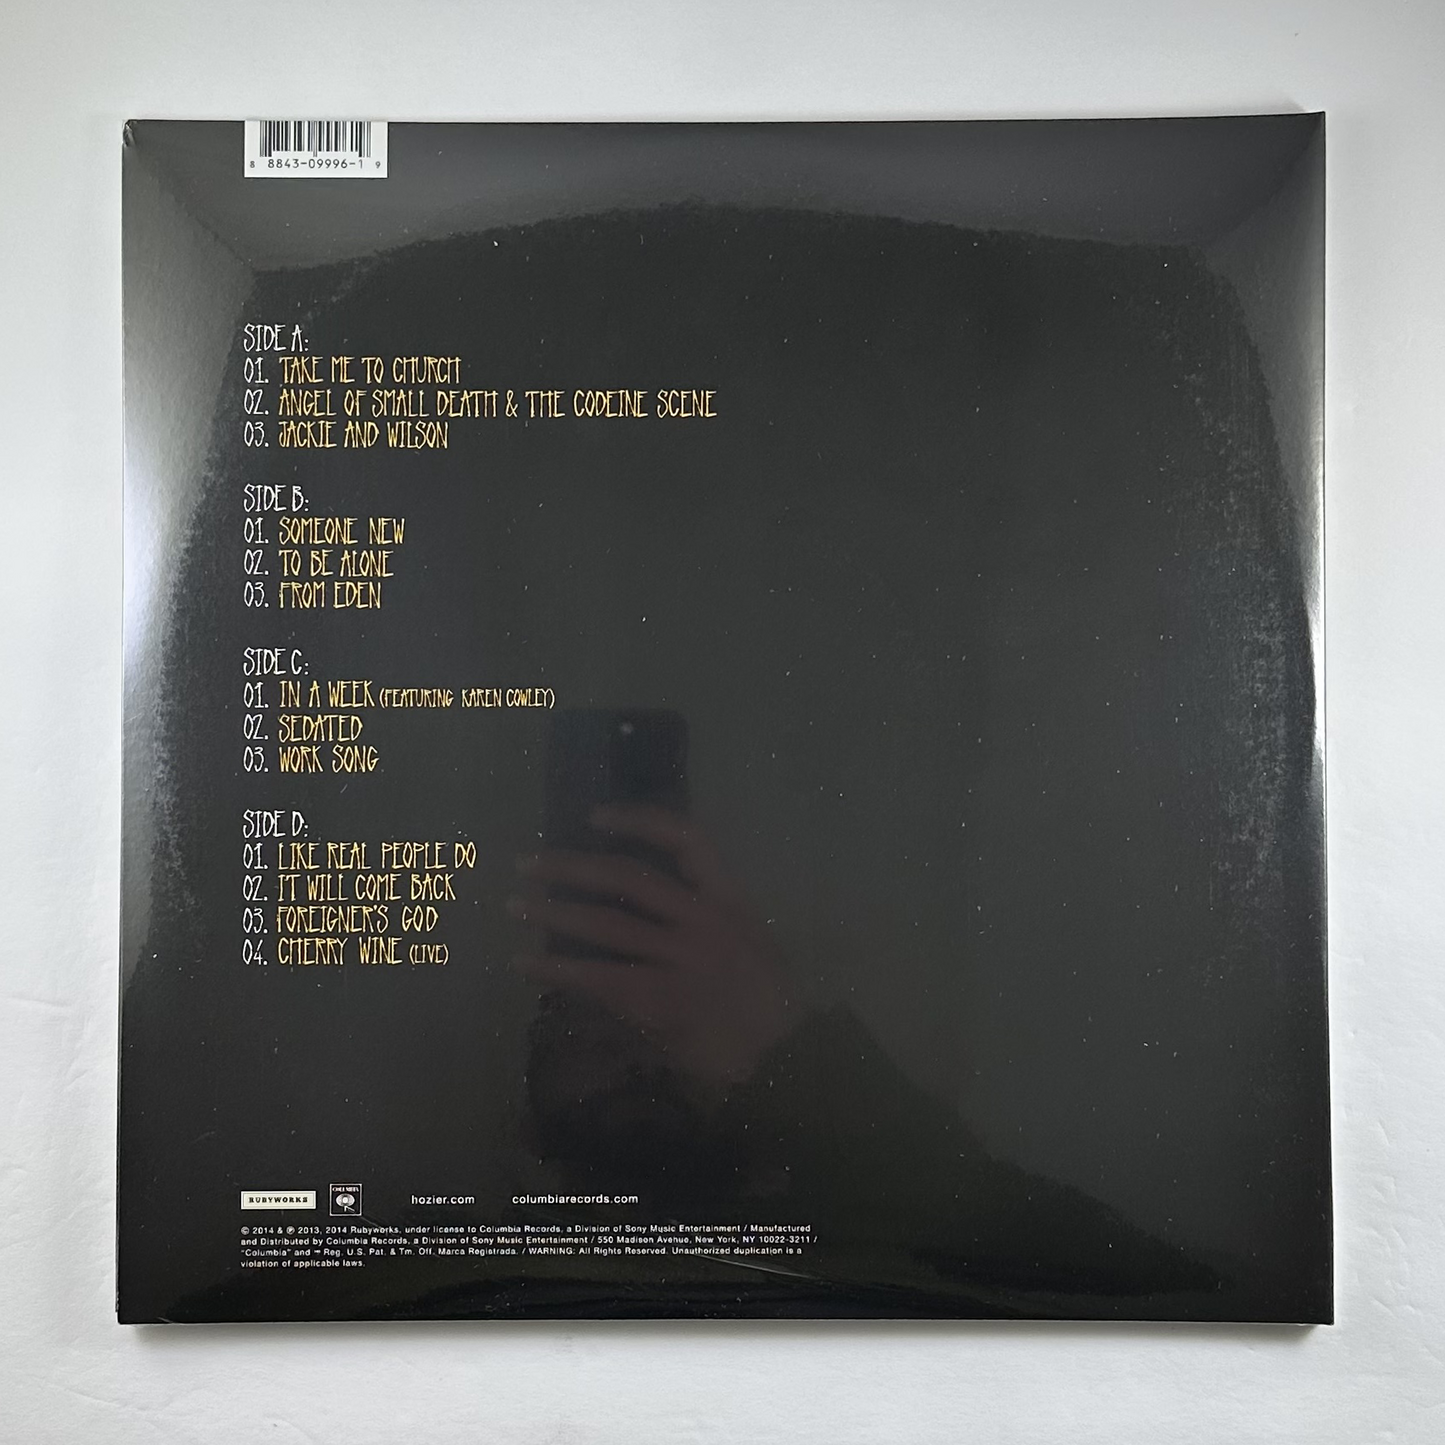 8 8843-09996-1 9
SIDE A:
01. TAKE ME TO CHURCH
02. ANGEL OF SMALL DEATH & THE CODEINE SCENE
03. JACKIE AND WILSON
SIDE B:
01. SOMEONE NEW
02. TO BE ALONE
03. FROM EDEN
SIDE C:
01. IN A WEEK (FEATURING KAREN COWLEY)
02. SEDATED
03. WORK SONG
SIDE D:
01. LIKE REAL PEOPLE DO
02. IT WILL COME BACK
03. FOREIGNER'S GOD
04. CHERRY WINE (LIVE)
RUBYWORKS COLUMBIA hozier.com columbiarecords.com
© 2014 & ℗ 2013, 2014 Rubyworks, under license to Columbia Records, a Division of Sony Music Entertainment / Manufactured
and Distributed by Columbia Records, a Division of Sony Music Entertainment / 550 Madison Avenue, New York, NY 10022-3211 /
"Columbia" and Reg. U.S. Pat. & Tm. Off. Marca Registrada. / WARNING: All Rights Reserved. Unauthorized duplication is a
violation of applicable laws.